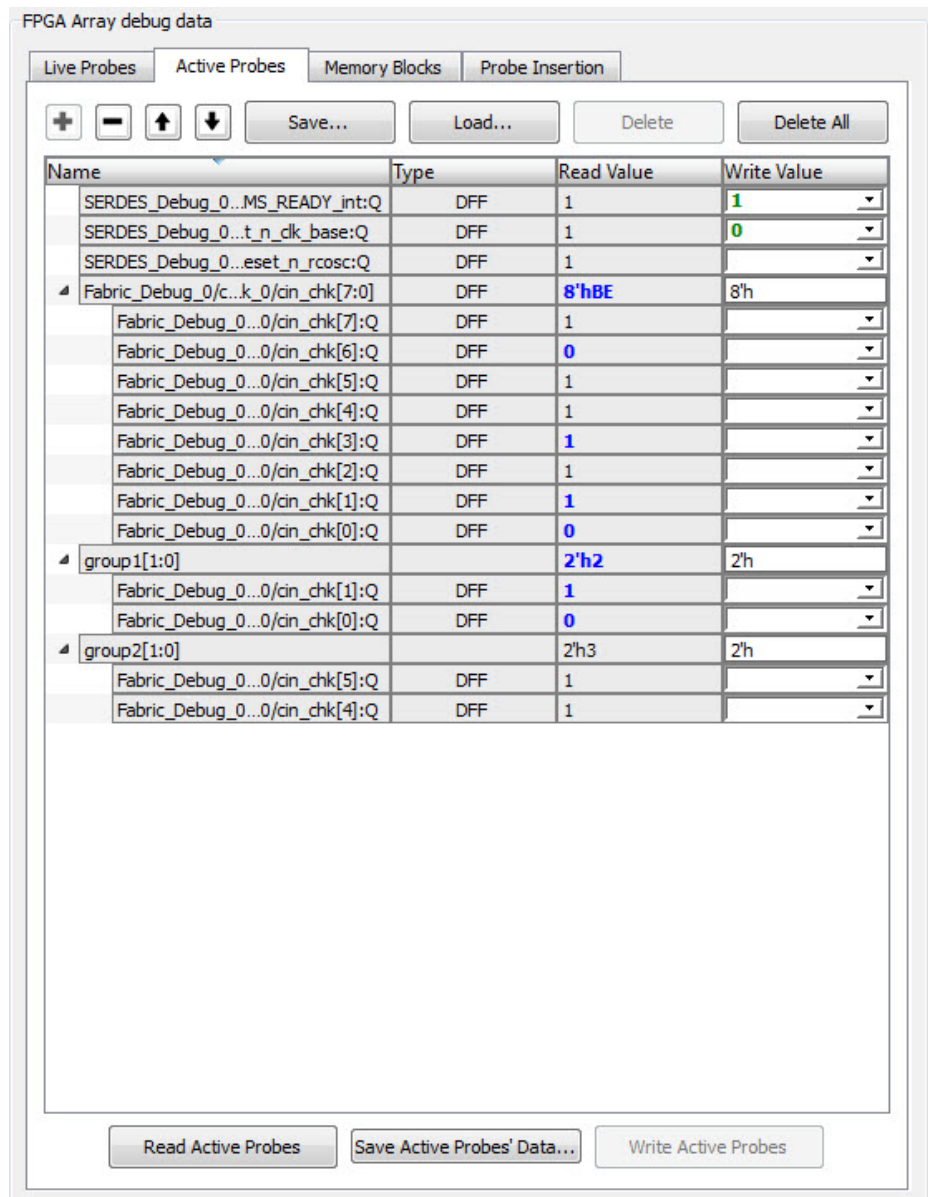 FPGA Array debug data
Live Probes Active Probes Memory Blocks Probe Insertion
Save... Load... Delete Delete All
Name Type Read Value Write Value
SERDES_Debug_0...MS_READY_int:Q DFF 1 1
SERDES_Debug_0...t_n_clk_base:Q DFF 1 0
SERDES_Debug_0...eset_n_rcosc:Q DFF 1
Fabric_Debug_0/c...k_0/cin_chk[7:0] DFF 8'hBE 8'h
Fabric_Debug_0...0/cin_chk[7]:Q DFF 1
Fabric_Debug_0...0/cin_chk[6]:Q DFF 0
Fabric_Debug_0...0/cin_chk[5]:Q DFF 1
Fabric_Debug_0...0/cin_chk[4]:Q DFF 1
Fabric_Debug_0...0/cin_chk[3]:Q DFF 1
Fabric_Debug_0...0/cin_chk[2]:Q DFF 1
Fabric_Debug_0...0/cin_chk[1]:Q DFF 1
Fabric_Debug_0...0/cin_chk[0]:Q DFF 0
group1[1:0] 2'h2 2'h
Fabric_Debug_0...0/cin_chk[1]:Q DFF 1
Fabric_Debug_0...0/cin_chk[0]:Q DFF 0
group2[1:0] 2'h3 2'h
Fabric_Debug_0...0/cin_chk[5]:Q DFF 1
Fabric_Debug_0...0/cin_chk[4]:Q DFF 1
Read Active Probes Save Active Probes' Data... Write Active Probes